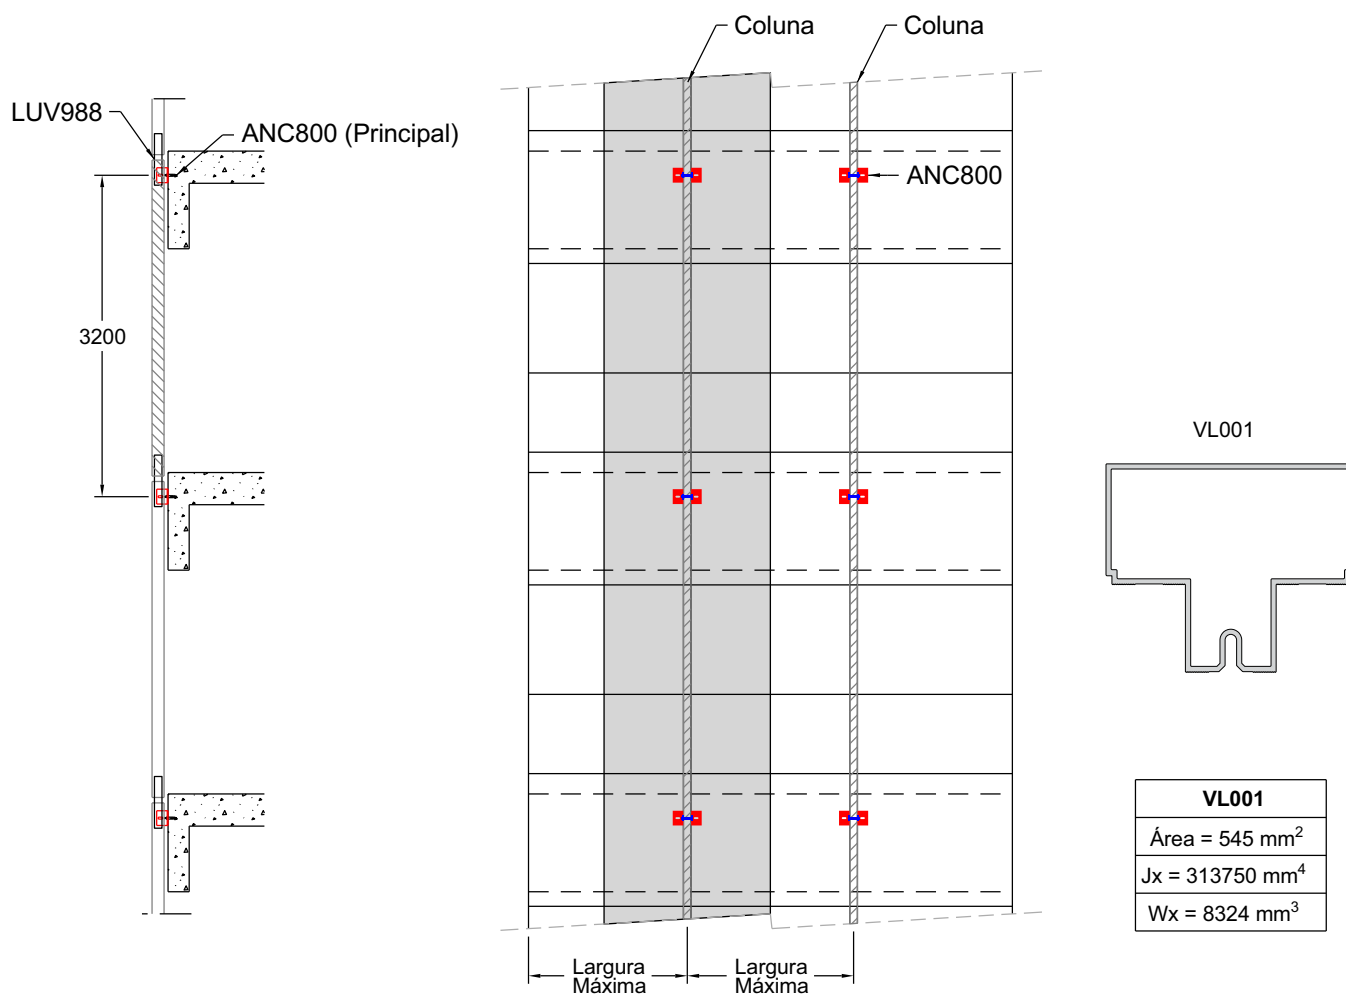 Coluna
Coluna
LUV988
ANC800 (Principal)
ANC800
3200
VL001
VL001
Área = 545 mm²
Jx = 313750 mm⁴
Wx = 8324 mm³
Largura
Máxima
Largura
Máxima